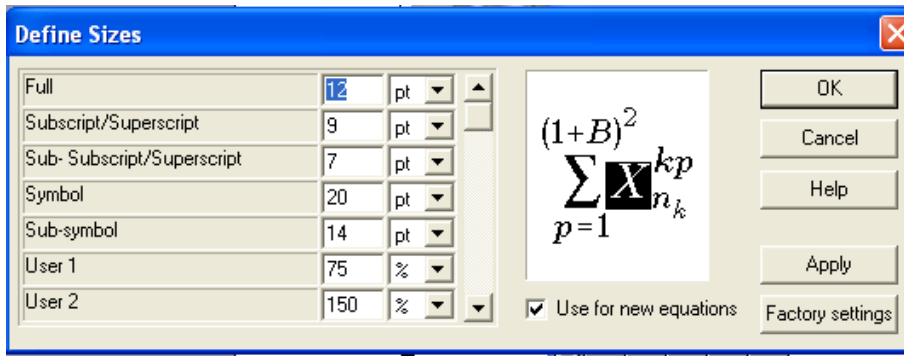 Define Sizes
Full 12 pt
Subscript/Superscript 9 pt
Sub- Subscript/Superscript 7 pt
Symbol 20 pt
Sub-symbol 14 pt
User 1 75 %
User 2 150 %
(1+B)2
∑ X kp nk
p=1
Use for new equations
OK
Cancel
Help
Apply
Factory settings